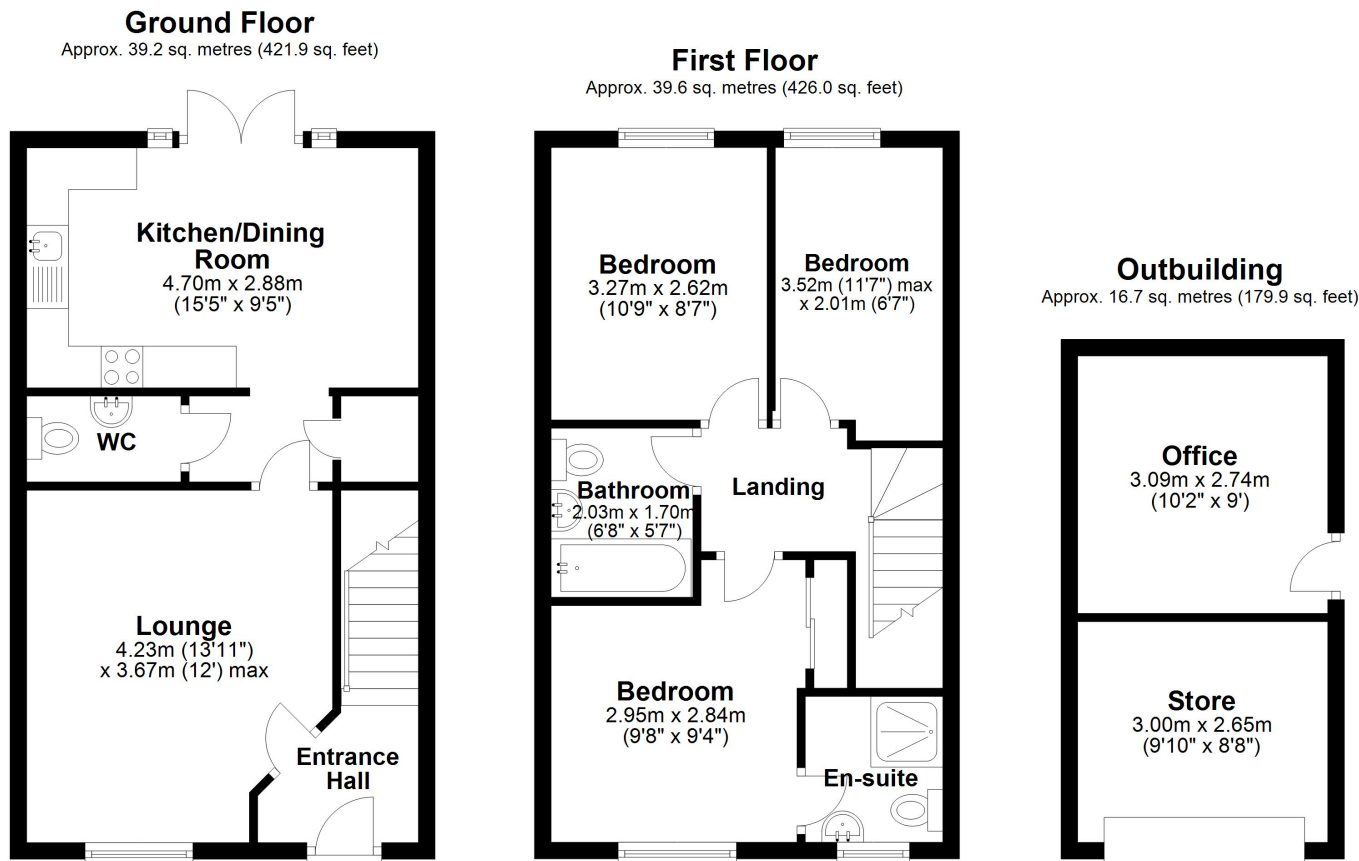 Ground Floor
Approx. 39.2 sq. metres (421.9 sq. feet)
Kitchen/Dining
Room
4.70m x 2.88m
(15'5" x 9'5")
WC
Lounge
4.23m (13'11")
x 3.67m (12') max
Entrance
Hall
First Floor
Approx. 39.6 sq. metres (426.0 sq. feet)
Bedroom
3.27m x 2.62m
(10'9" x 8'7")
Bedroom
3.52m (11'7") max
x 2.01m (6'7")
Bathroom
2.03m x 1.70m
(6'8" x 5'7")
Landing
Bedroom
2.95m x 2.84m
(9'8" x 9'4")
En-suite
Outbuilding
Approx. 16.7 sq. metres (179.9 sq. feet)
Office
3.09m x 2.74m
(10'2" x 9')
Store
3.00m x 2.65m
(9'10" x 8'8")